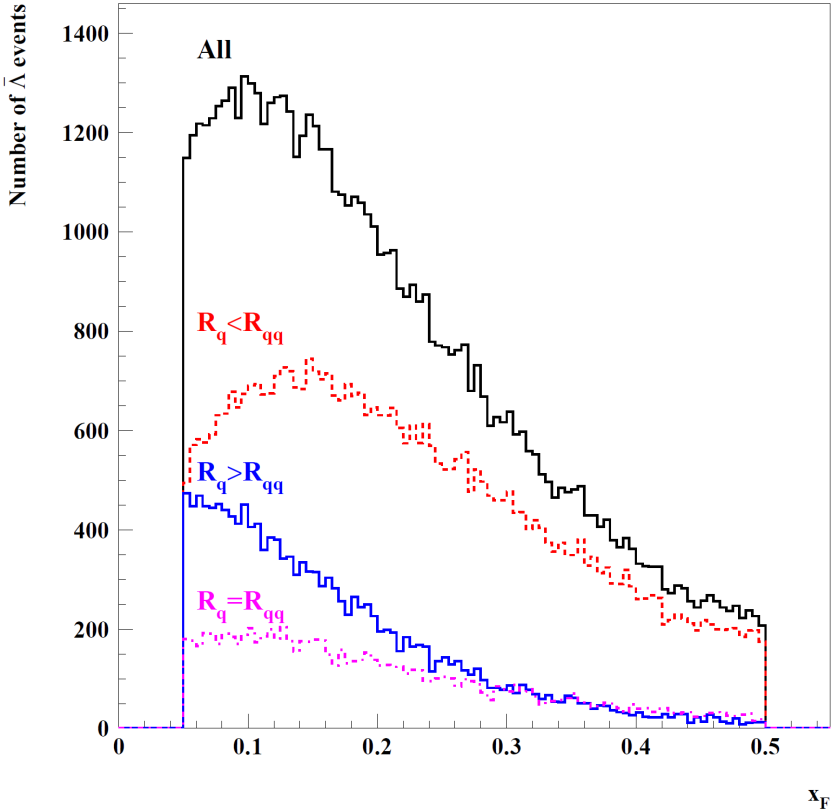 Number of Λ̄ events
1400
1200
1000
800
600
400
200
0
All
R_q<R_qq
R_q>R_qq
R_q=R_qq
0 0.1 0.2 0.3 0.4 0.5
x_F